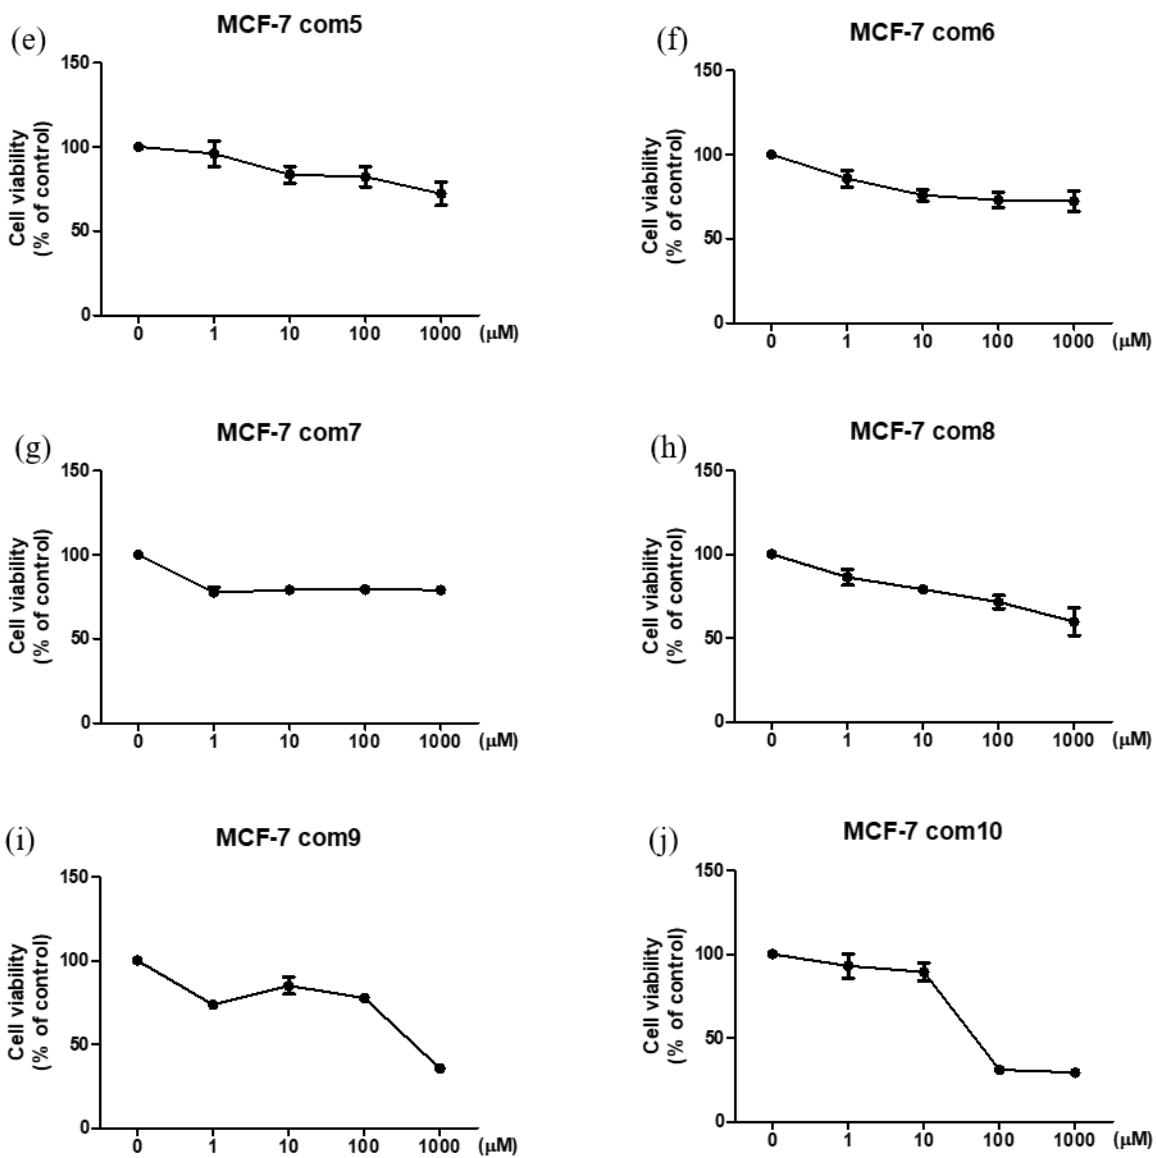 (e)
MCF-7 com5
Cell viability
(% of control)
150
100
50
0
0 1 10 100 1000 (μM)
(f)
MCF-7 com6
Cell viability
(% of control)
150
100
50
0
0 1 10 100 1000 (μM)
(g)
MCF-7 com7
Cell viability
(% of control)
150
100
50
0
0 1 10 100 1000 (μM)
(h)
MCF-7 com8
Cell viability
(% of control)
150
100
50
0
0 1 10 100 1000 (μM)
(i)
MCF-7 com9
Cell viability
(% of control)
150
100
50
0
0 1 10 100 1000 (μM)
(j)
MCF-7 com10
Cell viability
(% of control)
150
100
50
0
0 1 10 100 1000 (μM)